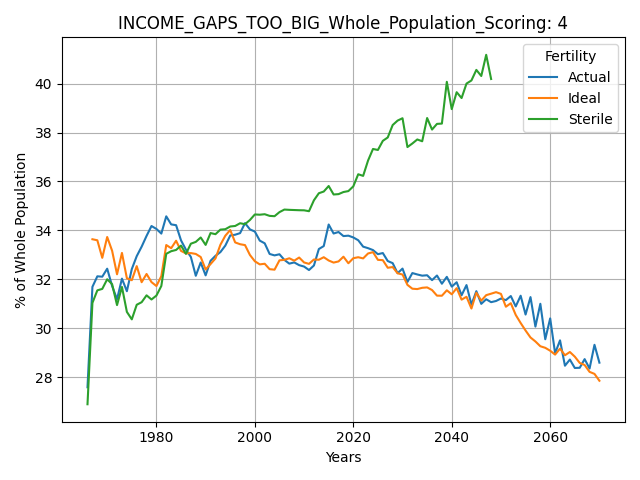 INCOME_GAPS_TOO_BIG_Whole_Population_Scoring: 4
Fertility
Actual
Ideal
Sterile
% of Whole Population
40
38
36
34
32
30
28
1980
2000
2020
2040
2060
Years